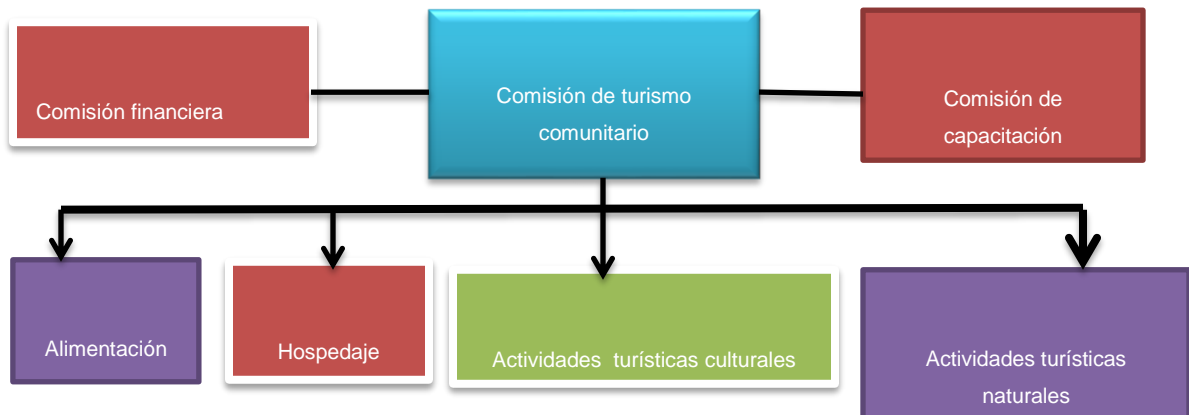 Comisión financiera
Comisión de turismo
comunitario
Comisión de
capacitación
Alimentación
Hospedaje
Actividades  turísticas culturales
Actividades turísticas
naturales